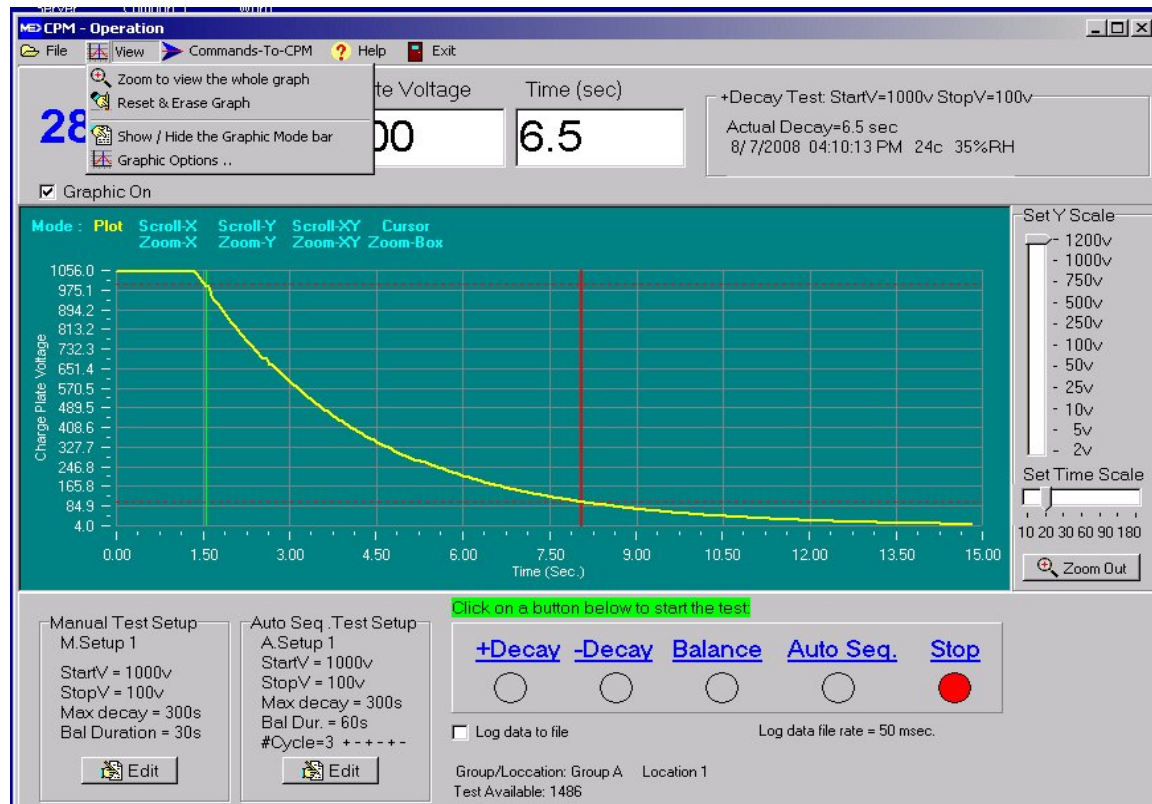 CPM - Operation
File View Commands-To-CPM Help Exit
Zoom to view the whole graph
Reset & Erase Graph
Show / Hide the Graphic Mode bar
Graphic Options ..
28
te Voltage
00
Time (sec)
6.5
+Decay Test: StartV=1000v StopV=100v
Actual Decay=6.5 sec
8/ 7/2008 04:10:13 PM 24c 35%RH
Graphic On
Mode : Plot Scroll-X Scroll-Y Scroll-XY Cursor
Zoom-X Zoom-Y Zoom-XY Zoom-Box
Charge Plate Voltage
1056.0
975.1
894.2
813.2
732.3
651.4
570.5
489.5
408.6
327.7
246.8
165.8
84.9
4.0
0.00 1.50 3.00 4.50 6.00 7.50 9.00 10.50 12.00 13.50 15.00
Time (Sec.)
Set Y Scale
1200v
1000v
750v
500v
250v
100v
50v
25v
10v
5v
2v
Set Time Scale
10 20 30 60 90 180
Zoom Out
Manual Test Setup
M.Setup 1
StartV = 1000v
StopV = 100v
Max decay = 300s
Bal Duration = 30s
Edit
Auto Seq .Test Setup
A.Setup 1
StartV = 1000v
StopV = 100v
Max decay = 300s
Bal Dur. = 60s
#Cycle=3 + - + - + -
Edit
Click on a button below to start the test:
+Decay -Decay Balance Auto Seq. Stop
Log data to file
Log data file rate = 50 msec.
Group/Loccation: Group A Location 1
Test Available: 1486